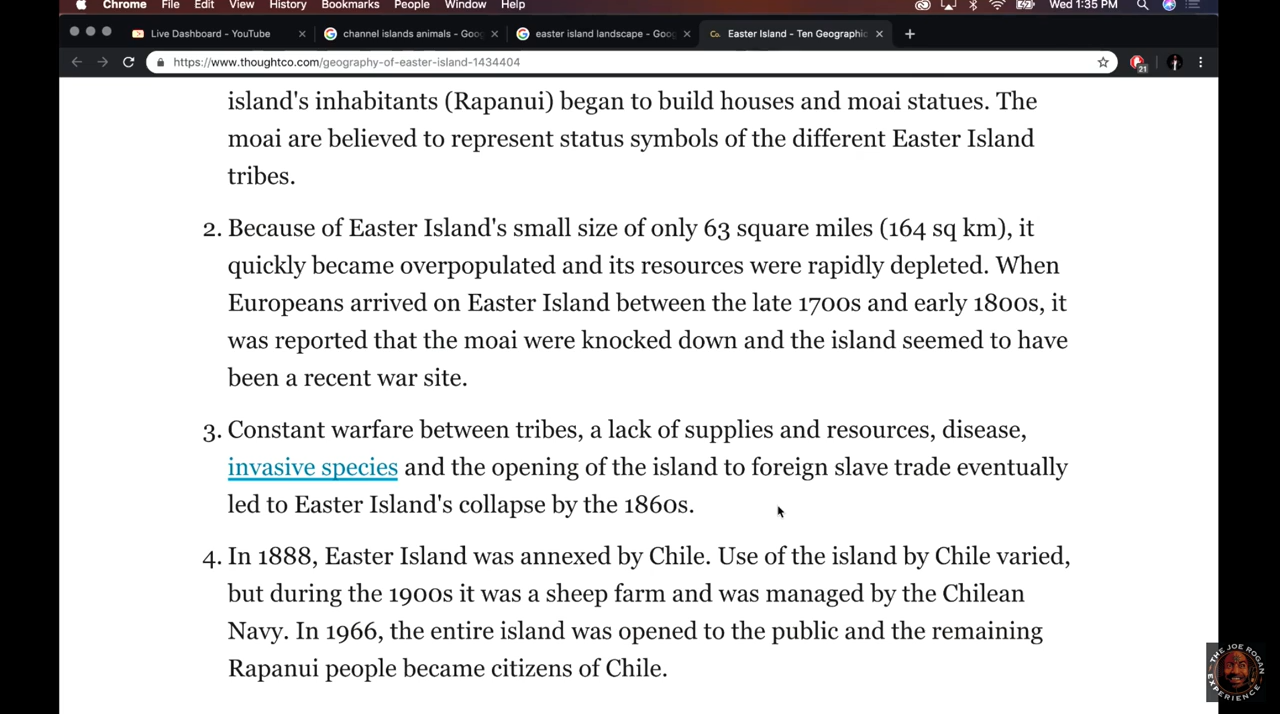 Chrome File Edit View History Bookmarks People Window Help Wed 1:35 PM
Live Dashboard - YouTube channel islands animals - Goo easter island landscape - Goo Co. Easter Island - Ten Geographic
https://www.thoughtco.com/geography-of-easter-island-1434404
21
island's inhabitants (Rapanui) began to build houses and moai statues. The
moai are believed to represent status symbols of the different Easter Island
tribes.
2. Because of Easter Island's small size of only 63 square miles (164 sq km), it
quickly became overpopulated and its resources were rapidly depleted. When
Europeans arrived on Easter Island between the late 1700s and early 1800s, it
was reported that the moai were knocked down and the island seemed to have
been a recent war site.
3. Constant warfare between tribes, a lack of supplies and resources, disease,
invasive species and the opening of the island to foreign slave trade eventually
led to Easter Island's collapse by the 1860s.
4. In 1888, Easter Island was annexed by Chile. Use of the island by Chile varied,
but during the 1900s it was a sheep farm and was managed by the Chilean
Navy. In 1966, the entire island was opened to the public and the remaining
Rapanui people became citizens of Chile.
THE JOE ROGAN
EXPERIENCE